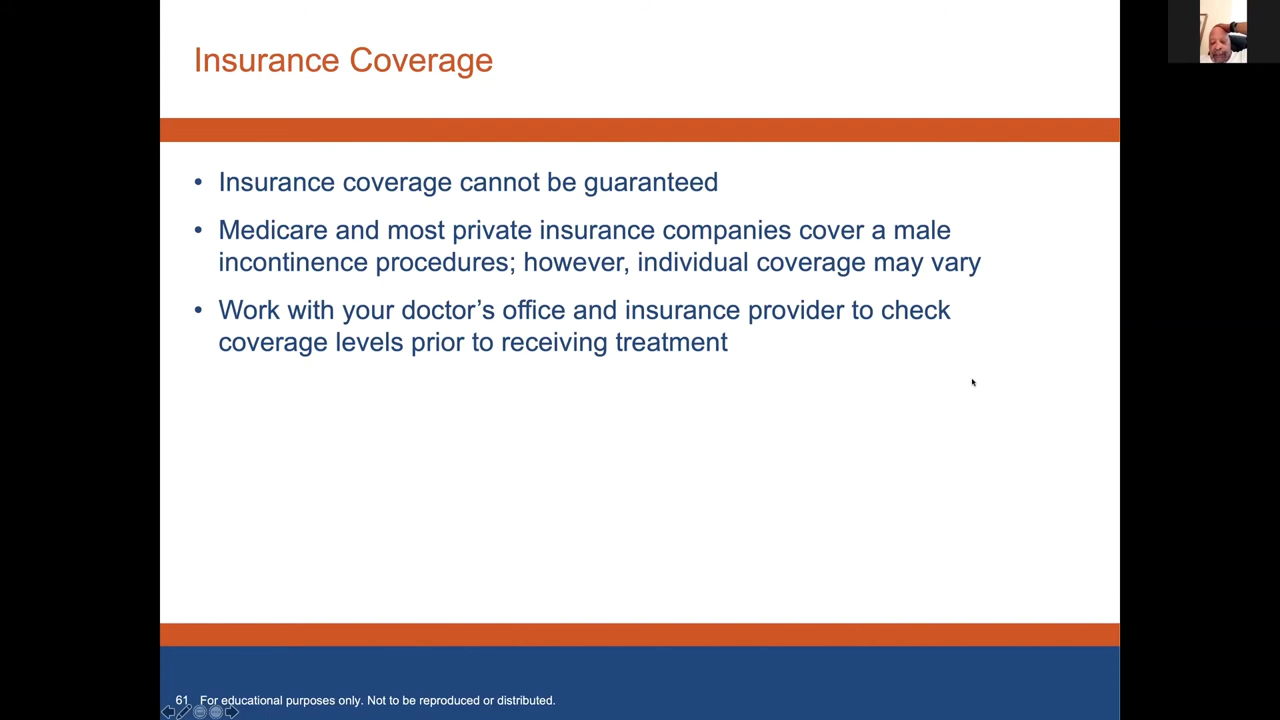 Insurance Coverage
• Insurance coverage cannot be guaranteed
• Medicare and most private insurance companies cover a male
incontinence procedures; however, individual coverage may vary
• Work with your doctor’s office and insurance provider to check
coverage levels prior to receiving treatment
61 For educational purposes only. Not to be reproduced or distributed.